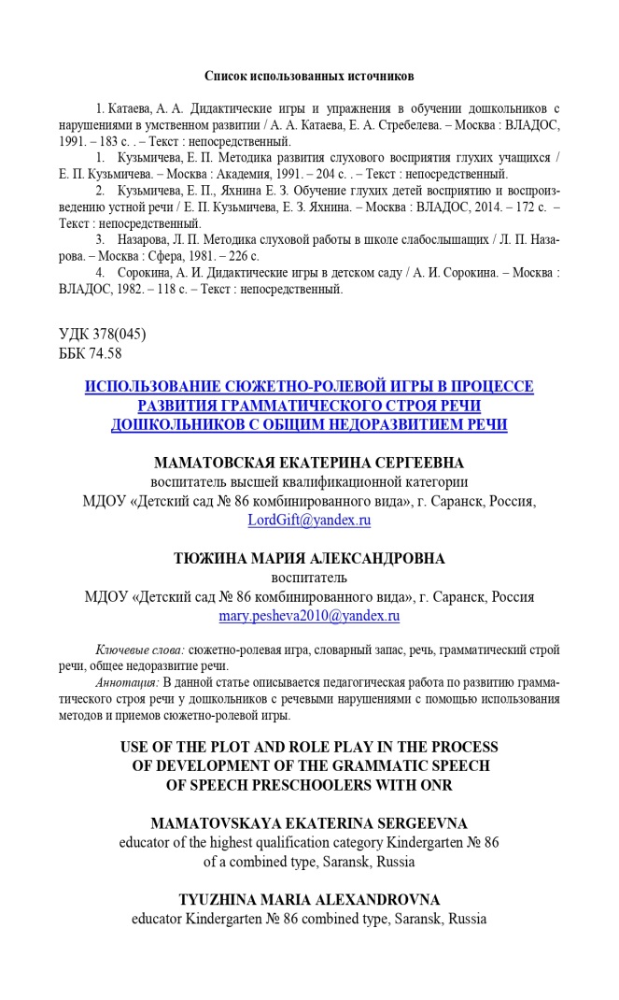 Список использованных источников
1. Катаева, А. А. Дидактические игры и упражнения в обучении дошкольников с
нарушениями в умственном развитии / А. А. Катаева, Е. А. Стребелева. – Москва : ВЛАДОС,
1991. – 183 с. . – Текст : непосредственный.
1. Кузьмичева, Е. П. Методика развития слухового восприятия глухих учащихся /
Е. П. Кузьмичева. – Москва : Академия, 1991. – 204 с. . – Текст : непосредственный.
2. Кузьмичева, Е. П., Яхнина Е. З. Обучение глухих детей восприятию и воспроиз-
ведению устной речи / Е. П. Кузьмичева, Е. З. Яхнина. – Москва : ВЛАДОС, 2014. – 172 с. –
Текст : непосредственный.
3. Назарова, Л. П. Методика слуховой работы в школе слабослышащих / Л. П. Наза-
рова. – Москва : Сфера, 1981. – 226 с.
4. Сорокина, А. И. Дидактические игры в детском саду / А. И. Сорокина. – Москва :
ВЛАДОС, 1982. – 118 с. – Текст : непосредственный.
УДК 378(045)
ББК 74.58
ИСПОЛЬЗОВАНИЕ СЮЖЕТНО-РОЛЕВОЙ ИГРЫ В ПРОЦЕССЕ
РАЗВИТИЯ ГРАММАТИЧЕСКОГО СТРОЯ РЕЧИ
ДОШКОЛЬНИКОВ С ОБЩИМ НЕДОРАЗВИТИЕМ РЕЧИ
МАМАТОВСКАЯ ЕКАТЕРИНА СЕРГЕЕВНА
воспитатель высшей квалификационной категории
МДОУ «Детский сад № 86 комбинированного вида», г. Саранск, Россия,
LordGift@yandex.ru
ТЮЖИНА МАРИЯ АЛЕКСАНДРОВНА
воспитатель
МДОУ «Детский сад № 86 комбинированного вида», г. Саранск, Россия
mary.pesheva2010@yandex.ru
Ключевые слова: сюжетно-ролевая игра, словарный запас, речь, грамматический строй
речи, общее недоразвитие речи.
Аннотация: В данной статье описывается педагогическая работа по развитию грамма-
тического строя речи у дошкольников с речевыми нарушениями с помощью использования
методов и приемов сюжетно-ролевой игры.
USE OF THE PLOT AND ROLE PLAY IN THE PROCESS
OF DEVELOPMENT OF THE GRAMMATIC SPEECH
OF SPEECH PRESCHOOLERS WITH ONR
MAMATOVSKAYA EKATERINA SERGEEVNA
educator of the highest qualification category Kindergarten № 86
of a combined type, Saransk, Russia
TYUZHINA MARIA ALEXANDROVNA
educator Kindergarten № 86 combined type, Saransk, Russia